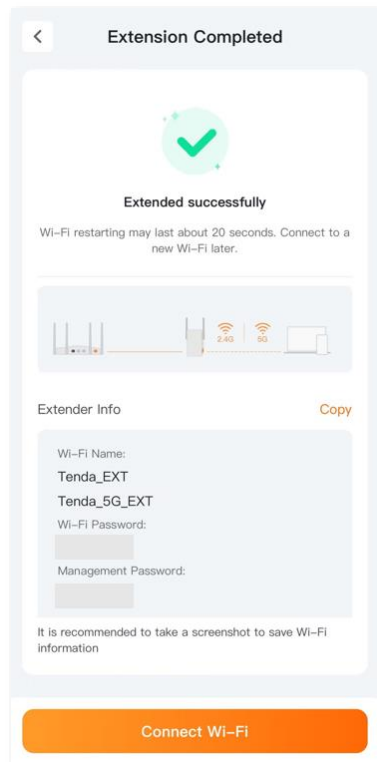 Extension Completed
Extended successfully
Wi-Fi restarting may last about 20 seconds. Connect to a
new Wi-Fi later.
2.4G
5G
Extender Info
Copy
Wi-Fi Name:
Tenda_EXT
Tenda_5G_EXT
Wi-Fi Password:
Management Password:
It is recommended to take a screenshot to save Wi-Fi
information
Connect Wi-Fi